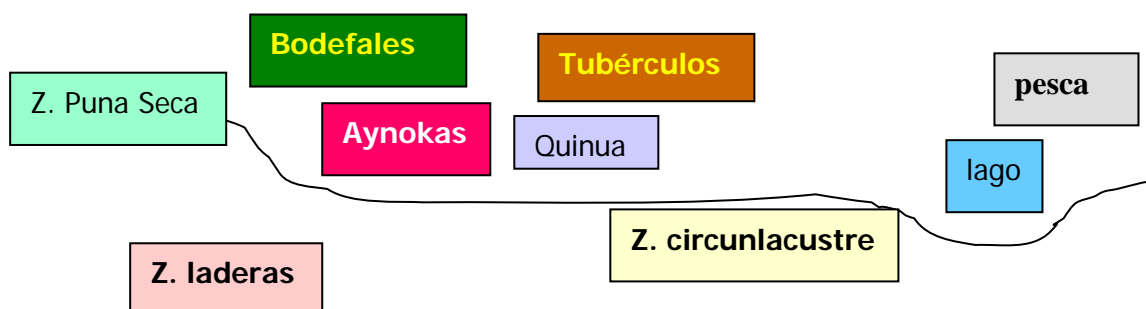 Bodefales
Tubérculos
pesca
Z. Puna Seca
Aynokas
Quinua
lago
Z. circunlacustre
Z. laderas